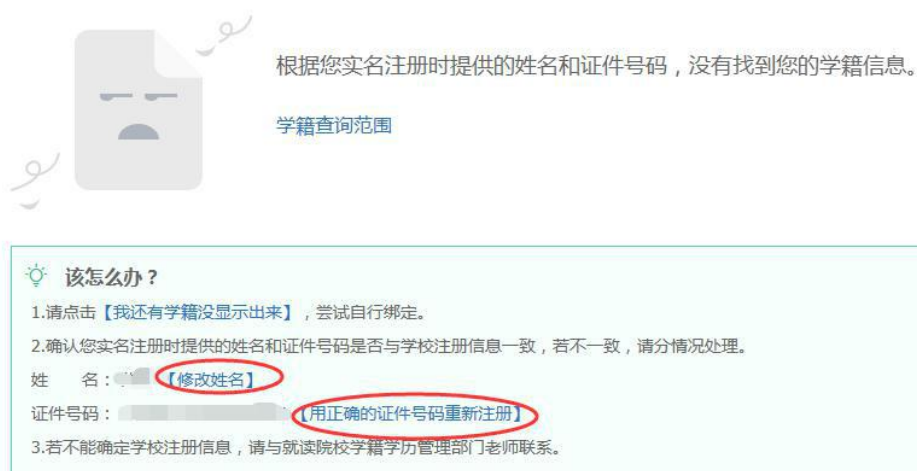 根据您实名注册时提供的姓名和证件号码，没有找到您的学籍信息。
学籍查询范围
该怎么办？
1.请点击【我还有学籍没显示出来】，尝试自行绑定。
2.确认您实名注册时提供的姓名和证件号码是否与学校注册信息一致，若不一致，请分情况处理。
姓 名： 【修改姓名】
证件号码： 【用正确的证件号码重新注册】
3.若不能确定学校注册信息，请与就读院校学籍学历管理部门老师联系。